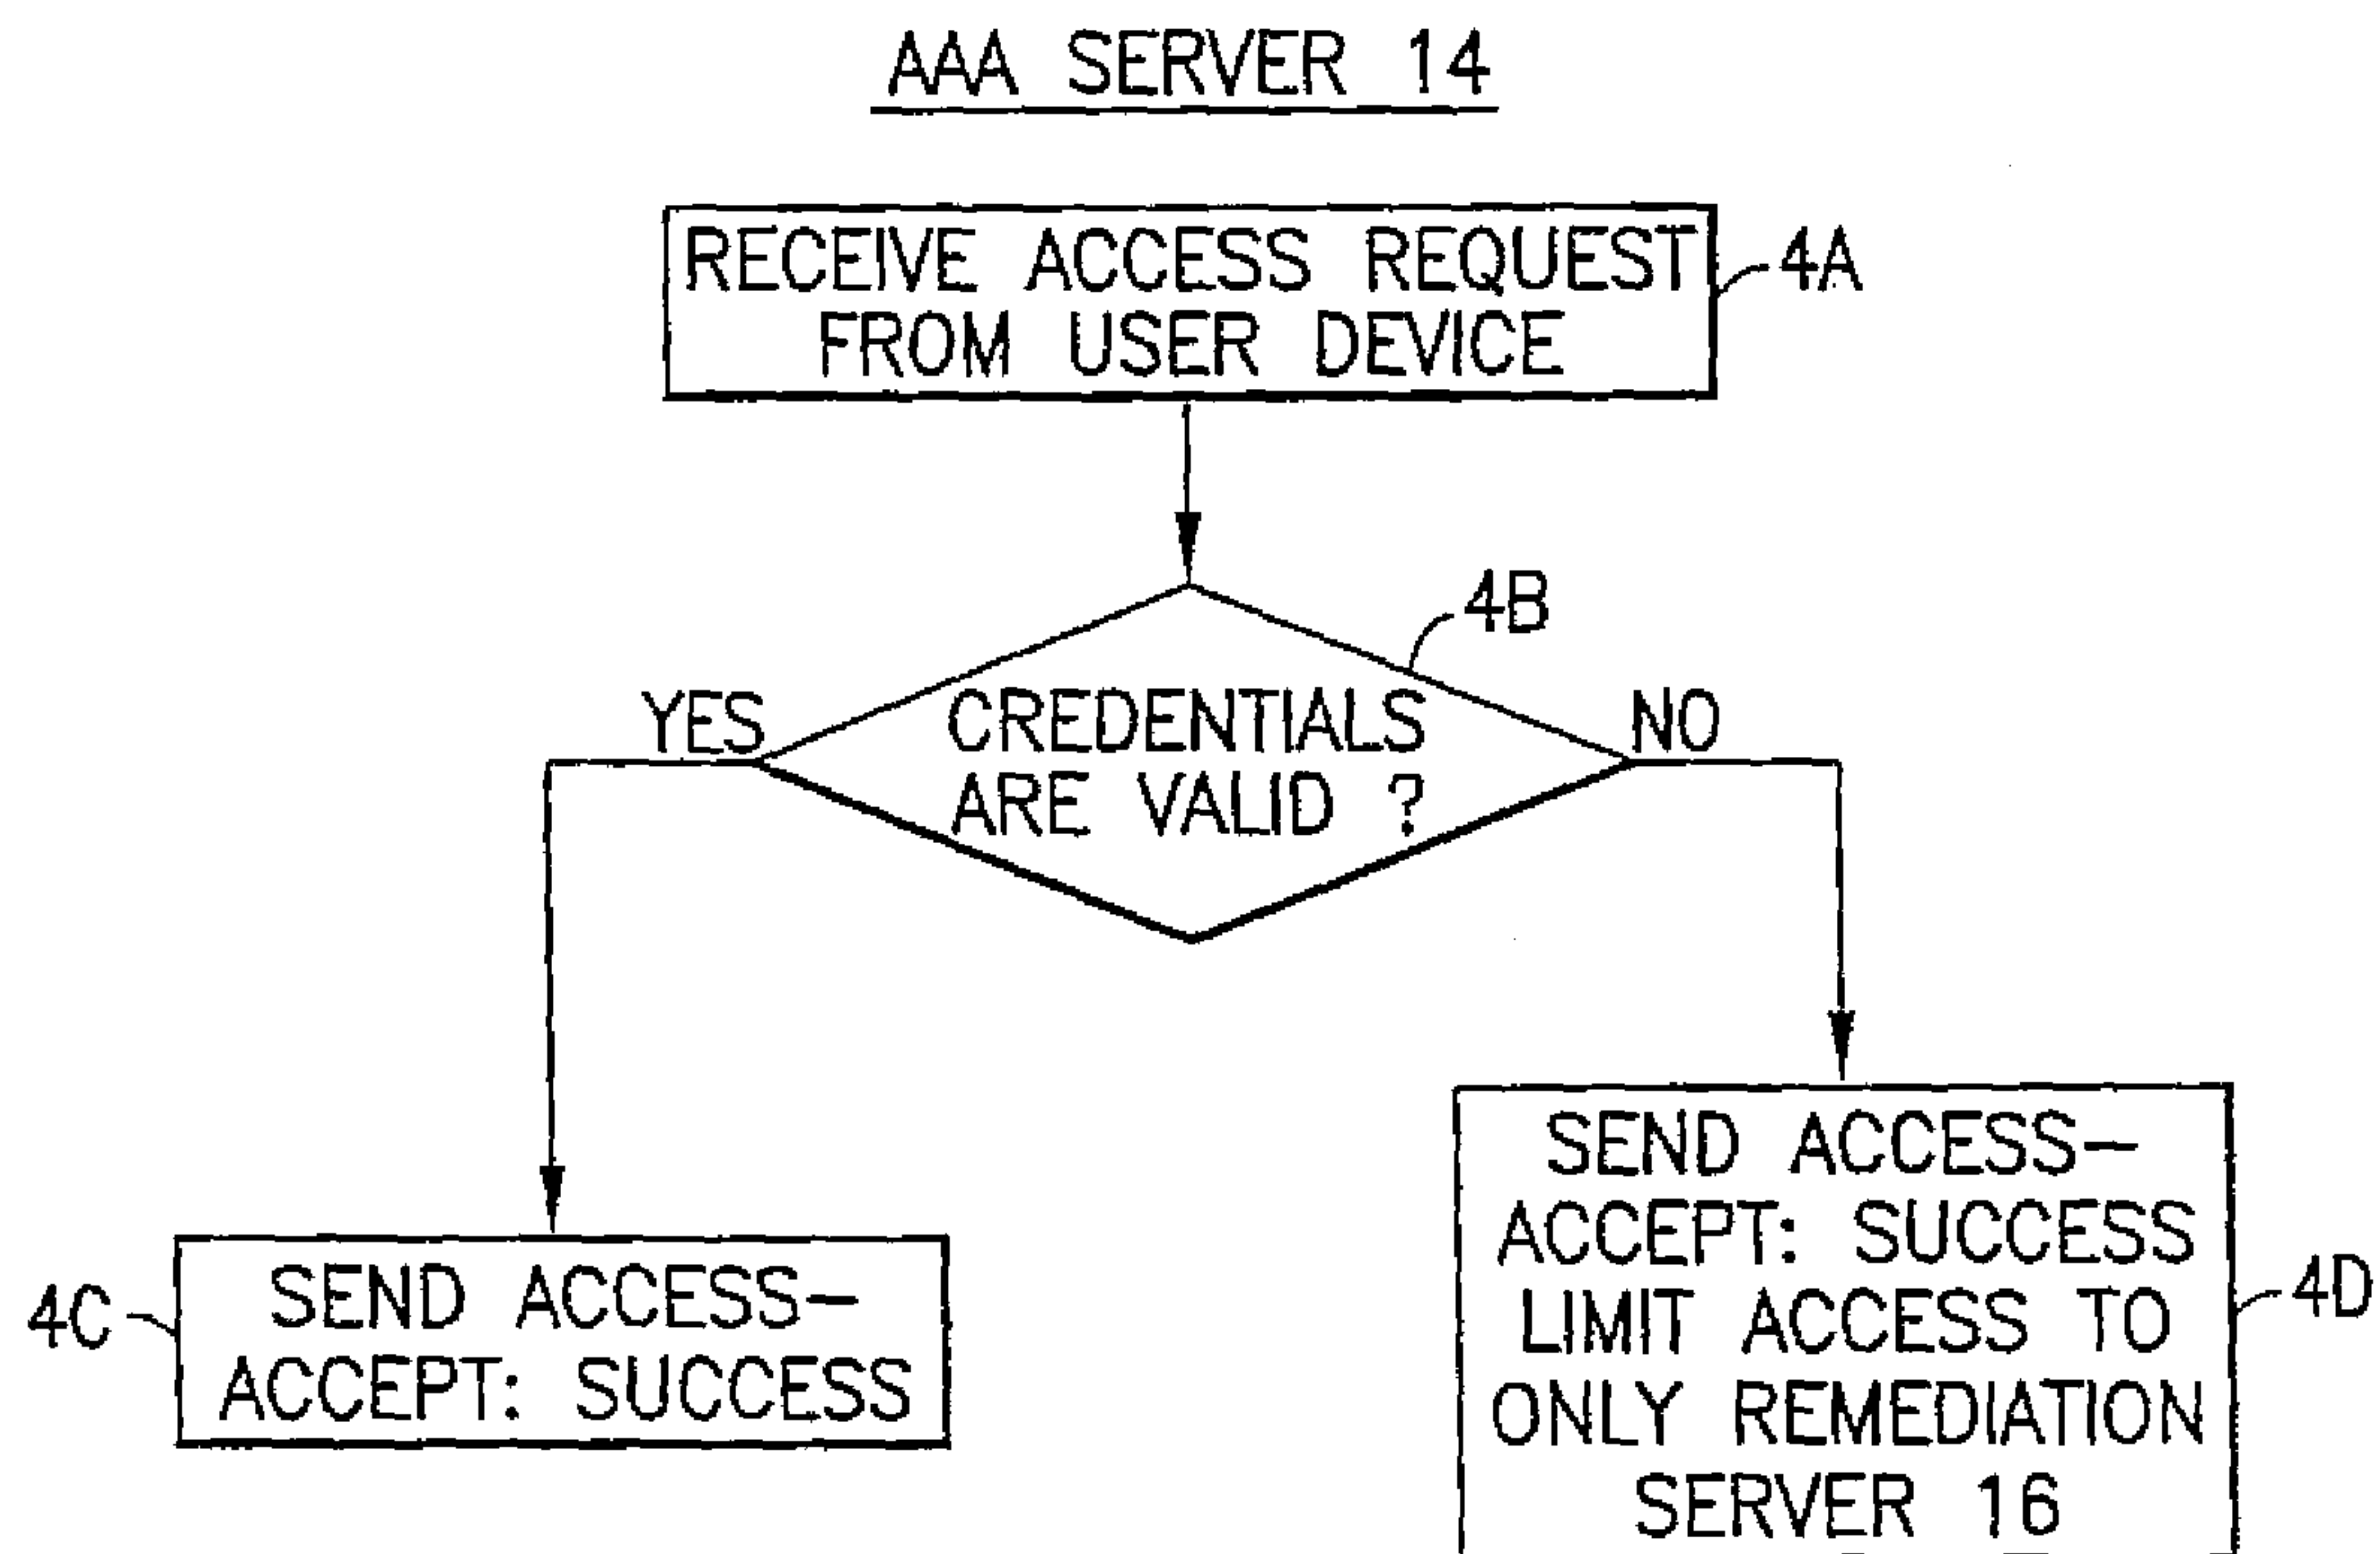 AAA SERVER 14
RECEIVE ACCESS REQUEST
FROM USER DEVICE
4A
4B
YES
CREDENTIALS
ARE VALID ?
NO
4C
SEND ACCESS-
ACCEPT: SUCCESS
SEND ACCESS-
ACCEPT: SUCCESS
LIMIT ACCESS TO
ONLY REMEDIATION
SERVER 16
4D